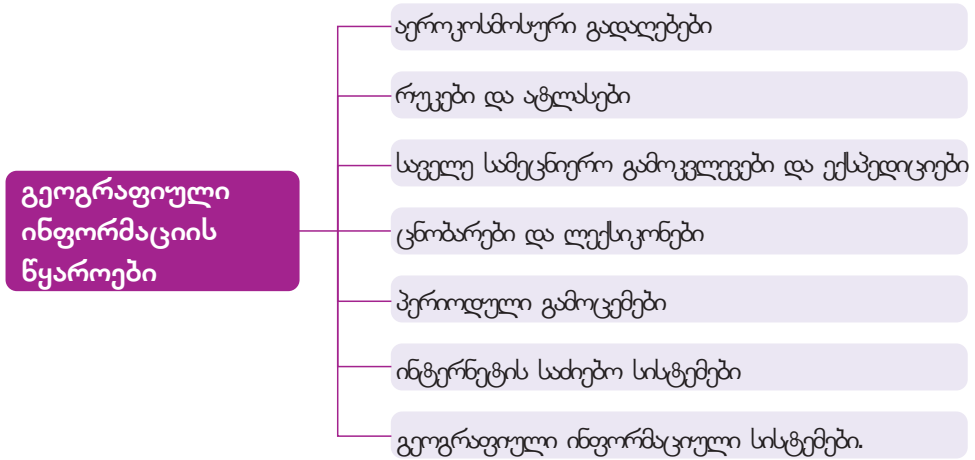 გეოგრაფიული
ინფორმაციის
წყაროები
აეროკოსმოსური გადაღებები
რუკები და ატლასები
საველე სამეცნიერო გამოკვლევები და ექსპედიციები
ცნობარები და ლექსიკონები
პერიოდული გამოცემები
ინტერნეტის საძიებო სისტემები
გეოგრაფიული ინფორმაციული სისტემები.